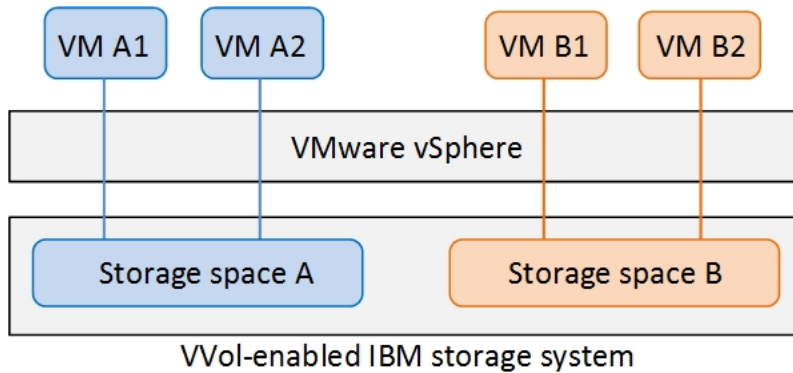 VM A1
VM A2
VM B1
VM B2
VMware vSphere
Storage space A
Storage space B
VVol-enabled IBM storage system